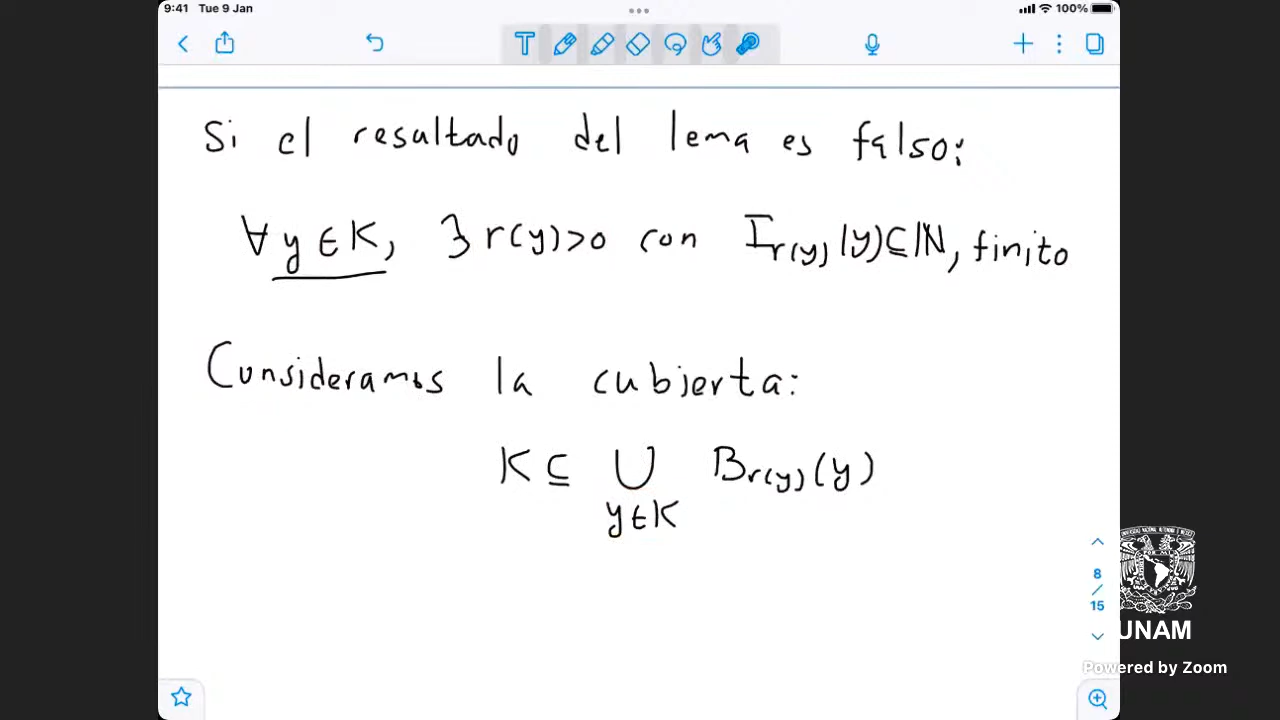 9:41 Tue 9 Jan
100%
Si el resultado del lema es falso:
∀ y ∈ K, ∃ r(y)>0 con I_{r(y)}(y) ⊆ ℕ, finito
Consideramos la cubierta:
K ⊆ ∪_{y∈K} B_{r(y)}(y)
8
/
15
UNAM
Powered by Zoom